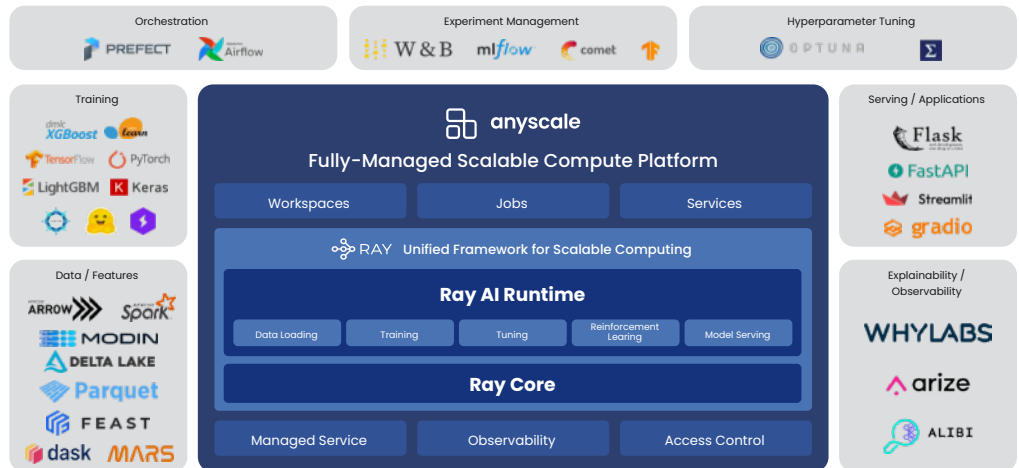 Orchestration
PREFECT
Airflow
Experiment Management
W&B
mlflow
comet
Hyperparameter Tuning
OPTUNA
Σ
Training
dmlc
XGBoost
learn
TensorFlow
PyTorch
LightGBM
K Keras
Data / Features
ARROW
Spark
MODIN
DELTA LAKE
Parquet
FEAST
dask
MARS
anyscale
Fully-Managed Scalable Compute Platform
Workspaces
Jobs
Services
RAY Unified Framework for Scalable Computing
Ray AI Runtime
Data Loading
Training
Tuning
Reinforcement
Learing
Model Serving
Ray Core
Managed Service
Observability
Access Control
Serving / Applications
Flask
FastAPI
Streamlit
gradio
Explainability /
Observability
WHYLABS
arize
ALIBI